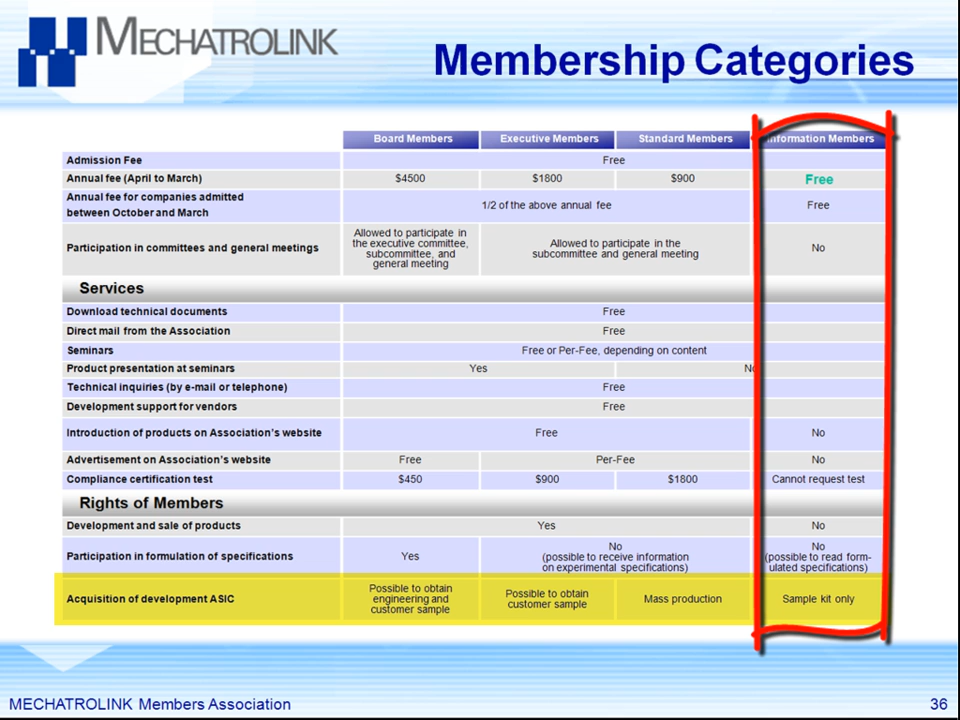 MECHATROLINK
Membership Categories
Board Members Executive Members Standard Members Information Members
Admission Fee Free
Annual fee (April to March) $4500 $1800 $900 Free
Annual fee for companies admitted
between October and March
1/2 of the above annual fee Free
Participation in committees and general meetings
Allowed to participate in
the executive committee,
subcommittee, and
general meeting
Allowed to participate in the
subcommittee and general meeting
No
Services
Download technical documents Free
Direct mail from the Association Free
Seminars Free or Per-Fee, depending on content
Product presentation at seminars Yes No
Technical inquiries (by e-mail or telephone) Free
Development support for vendors Free
Introduction of products on Association's website Free No
Advertisement on Association's website Free Per-Fee No
Compliance certification test $450 $900 $1800 Cannot request test
Rights of Members
Development and sale of products Yes No
Participation in formulation of specifications Yes
No
(possible to receive information
on experimental specifications)
No
(possible to read form-
ulated specifications)
Acquisition of development ASIC
Possible to obtain
engineering and
customer sample
Possible to obtain
customer sample
Mass production
Sample kit only
MECHATROLINK Members Association 36